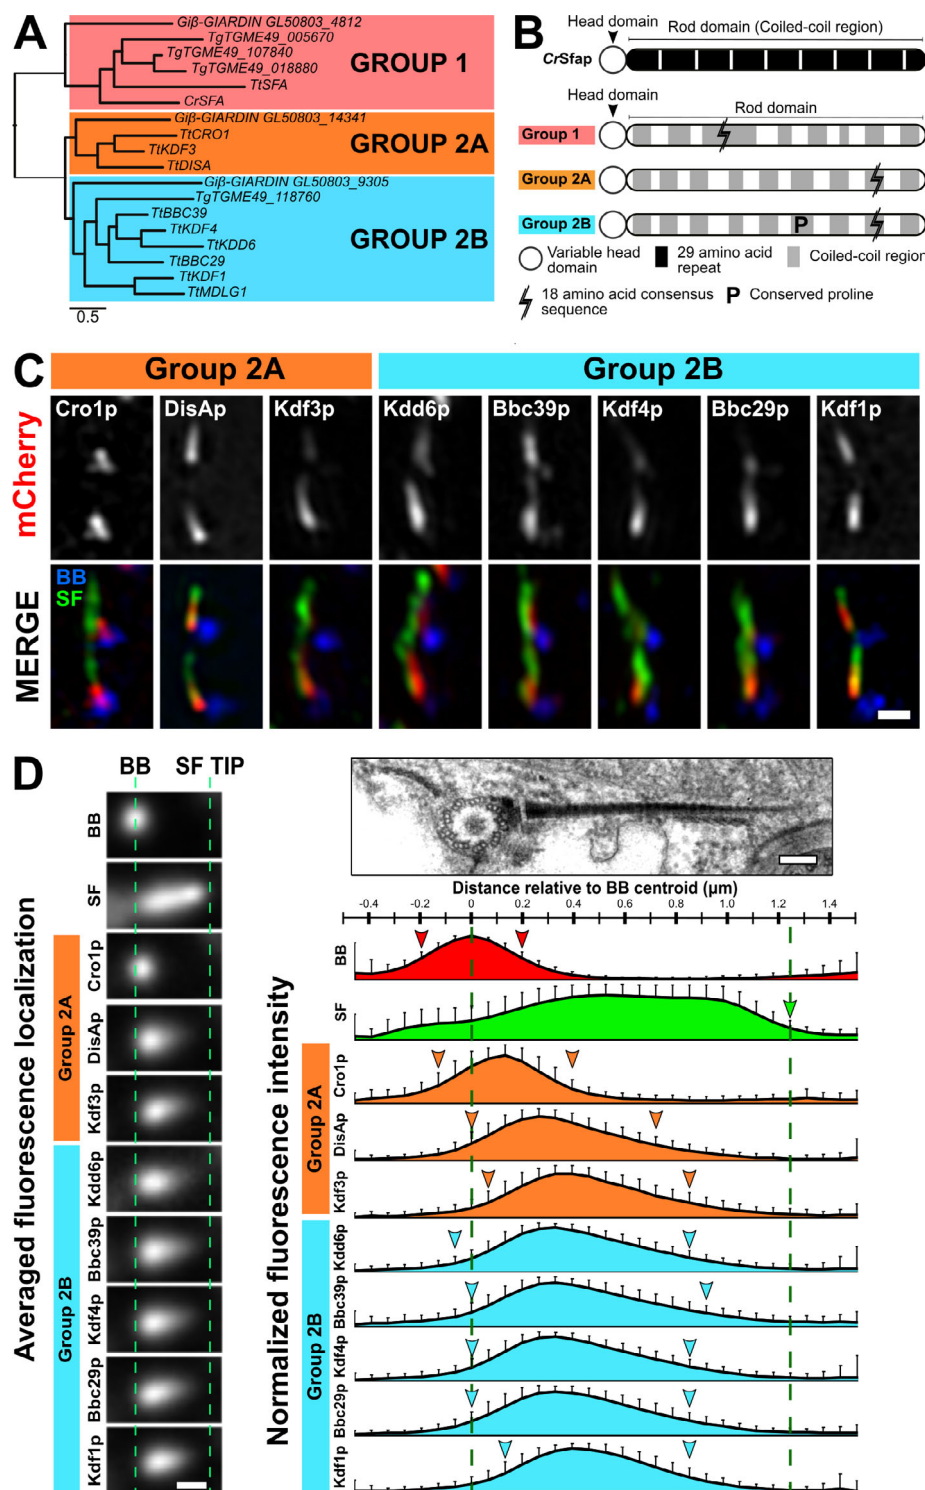 A
Giβ-GIARDIN GL50803_4812
TgTGME49_005670
TgTGME49_107840
TgTGME49_018880
TtSFA
CrSFA
GROUP 1
Giβ-GIARDIN GL50803_14341
TtCRO1
TtKDF3
TtDISA
GROUP 2A
Giβ-GIARDIN GL50803_9305
TgTGME49_118760
TtBBC39
TtKDF4
TtKDD6
TtBBC29
TtKDF1
TtMDLG1
GROUP 2B
0.5
B
Head domain
Rod domain (Coiled-coil region)
CrSfap
Head domain
Rod domain
Group 1
Group 2A
Group 2B
P
Variable head domain
29 amino acid repeat
Coiled-coil region
18 amino acid consensus sequence
P Conserved proline
C
Group 2A
Group 2B
mCherry
Cro1p DisAp Kdf3p Kdd6p Bbc39p Kdf4p Bbc29p Kdf1p
MERGE
BB
SF
D
BB SF TIP
Averaged fluorescence localization
BB
SF
Group 2A
Cro1p
DisAp
Kdf3p
Group 2B
Kdd6p
Bbc39p
Kdf4p
Bbc29p
Kdf1p
Distance relative to BB centroid (µm)
-0.4 -0.2 0 0.2 0.4 0.6 0.8 1.0 1.2 1.4
Normalized fluorescence intensity
BB
SF
Group 2A
Cro1p
DisAp
Kdf3p
Group 2B
Kdd6p
Bbc39p
Kdf4p
Bbc29p
Kdf1p